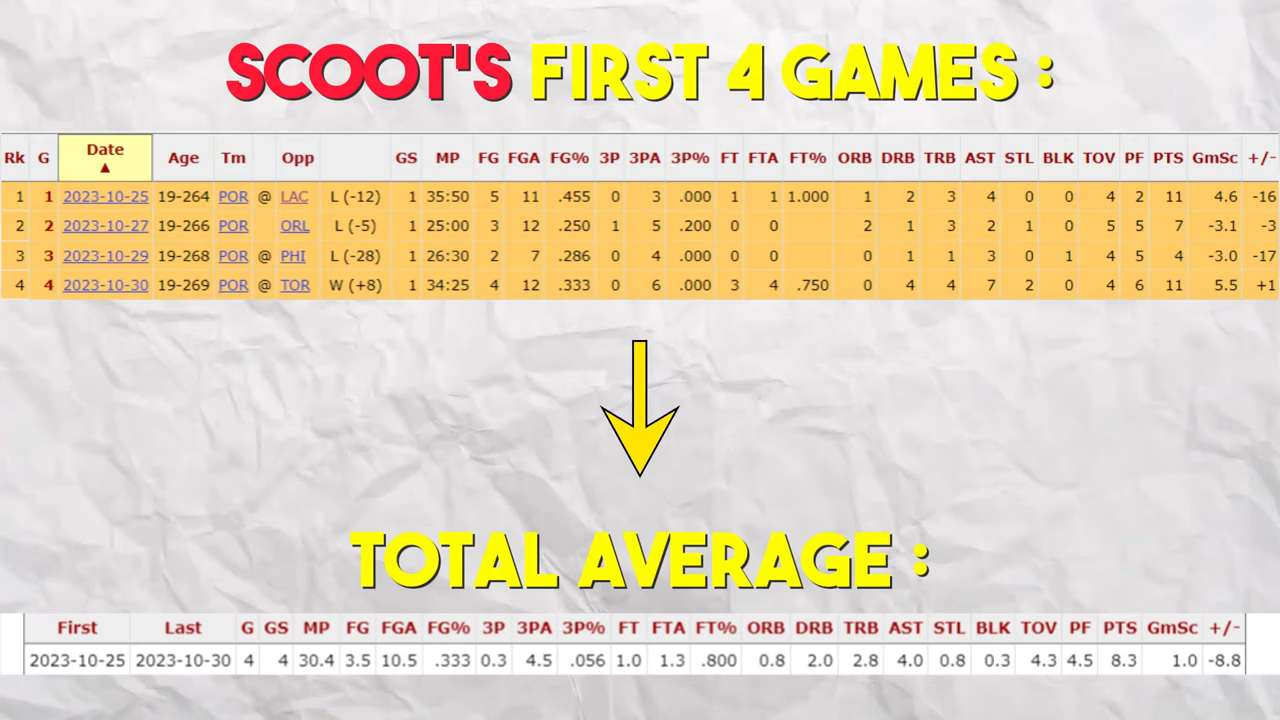 SCOOT'S FIRST 4 GAMES :
Rk G Date ▲ Age Tm Opp GS MP FG FGA FG% 3P 3PA 3P% FT FTA FT% ORB DRB TRB AST STL BLK TOV PF PTS GmSc +/-
1 1 2023-10-25 19-264 POR @ LAC L (-12) 1 35:50 5 11 .455 0 3 .000 1 1 1.000 1 2 3 4 0 0 4 2 11 4.6 -16
2 2 2023-10-27 19-266 POR ORL L (-5) 1 25:00 3 12 .250 1 5 .200 0 0 2 1 3 2 1 0 5 5 7 -3.1 -3
3 3 2023-10-29 19-268 POR @ PHI L (-28) 1 26:30 2 7 .286 0 4 .000 0 0 0 1 1 3 0 1 4 5 4 -3.0 -17
4 4 2023-10-30 19-269 POR @ TOR W (+8) 1 34:25 4 12 .333 0 6 .000 3 4 .750 0 4 4 7 2 0 4 6 11 5.5 +1
TOTAL AVERAGE :
First Last G GS MP FG FGA FG% 3P 3PA 3P% FT FTA FT% ORB DRB TRB AST STL BLK TOV PF PTS GmSc +/-
2023-10-25 2023-10-30 4 4 30.4 3.5 10.5 .333 0.3 4.5 .056 1.0 1.3 .800 0.8 2.0 2.8 4.0 0.8 0.3 4.3 4.5 8.3 1.0 -8.8